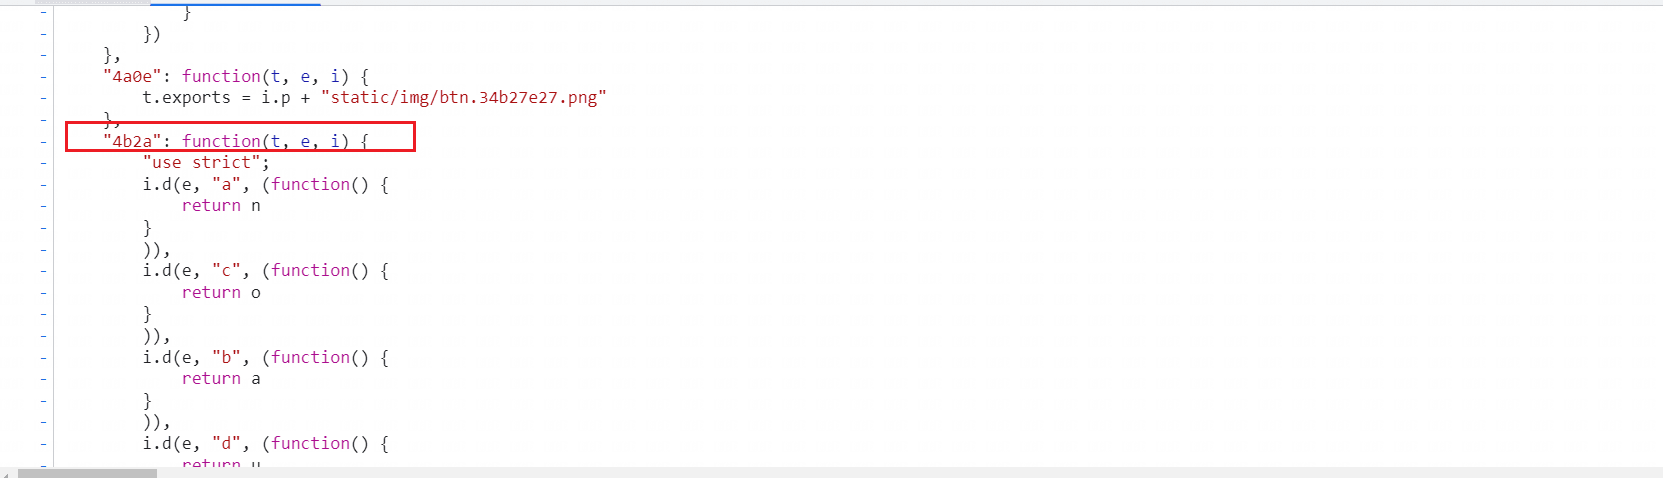 }
})
},
"4a0e": function(t, e, i) {
t.exports = i.p + "static/img/btn.34b27e27.png"
},
"4b2a": function(t, e, i) {
"use strict";
i.d(e, "a", (function() {
return n
}
)),
i.d(e, "c", (function() {
return o
}
)),
i.d(e, "b", (function() {
return a
}
)),
i.d(e, "d", (function() {
return u